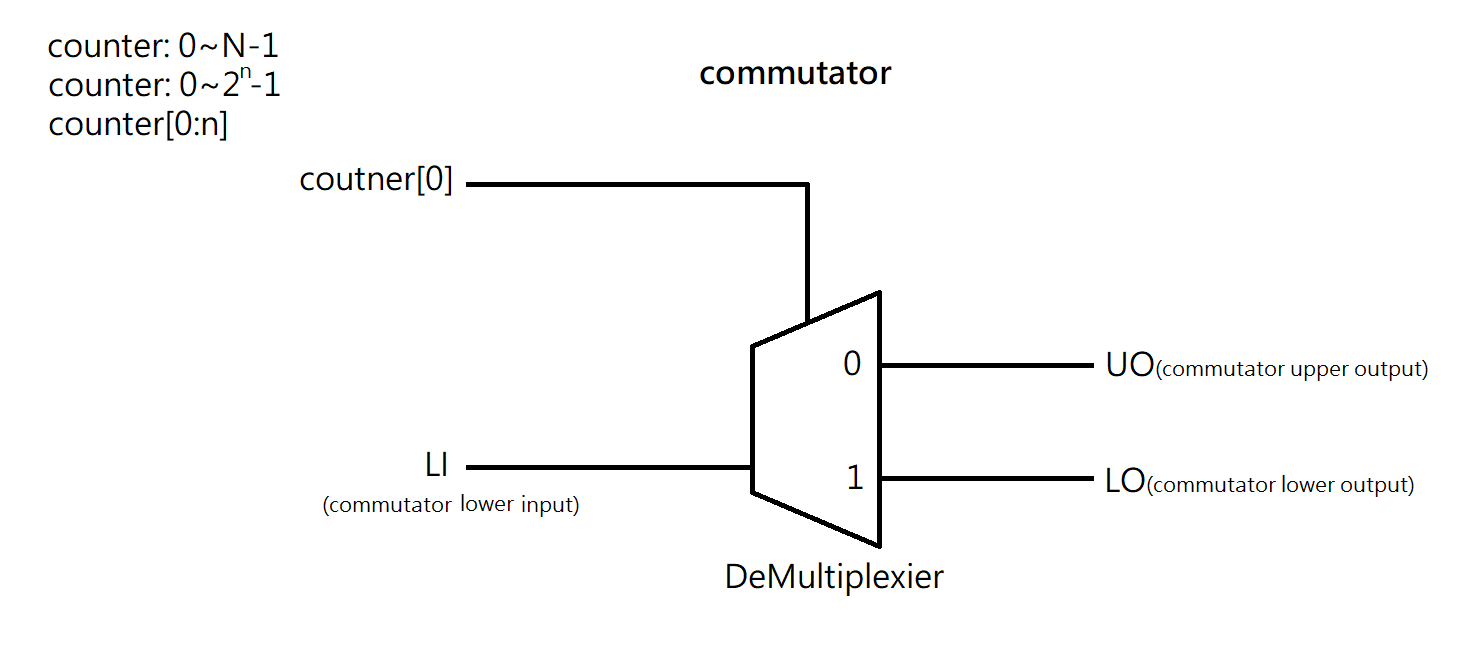 counter: 0~N-1
counter: 0~2ⁿ-1
counter[0:n]
commutator
coutner[0]
0
UO(commutator upper output)
LI
(commutator lower input)
1
LO(commutator lower output)
DeMultiplexier